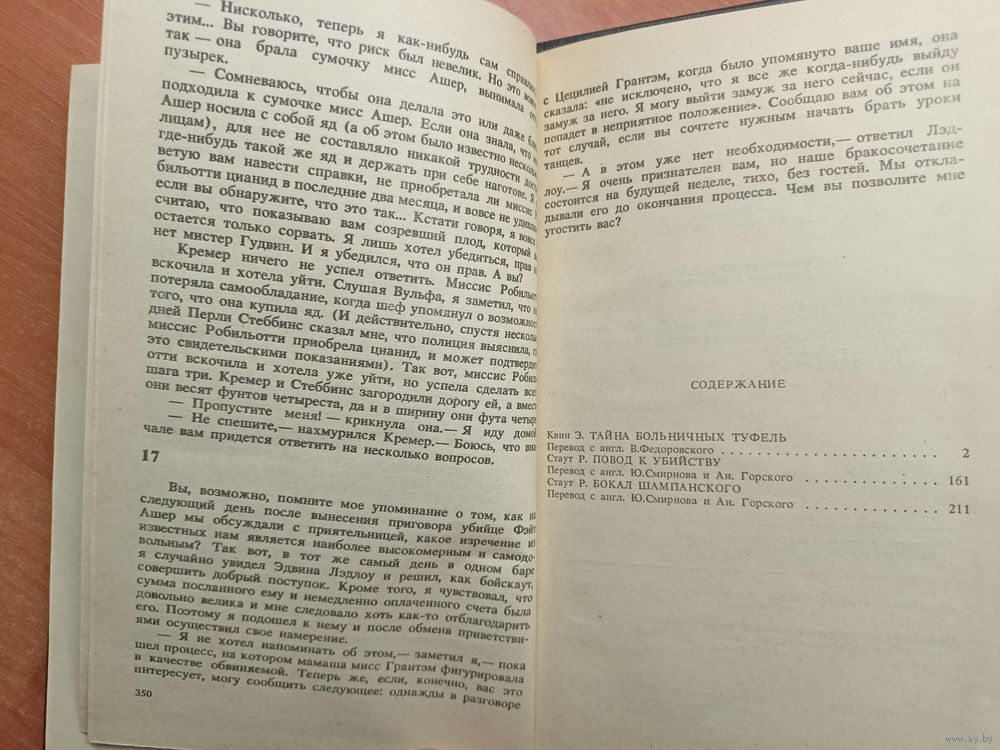 — Нисколько, теперь я как-нибудь сам
этим... Вы говорите, что риск был невелик. Но это
так — она брала сумочку мисс Ашер, вынимала
пузырек.
— Сомневаюсь, чтобы она делала это или даже
подходила к сумочке мисс Ашер. Если она знала, что
Ашер носила с собой яд (а об этом было известно
лицам), для нее не составляло никакой трудности
где-нибудь такой же яд и держать при себе наготове. Я
ветую вам навести справки, не приобретала ли миссис
бильотти цианид в последние два месяца, и вовсе не
если вы обнаружите, что это так... Кстати говоря, я вовсе
считаю, что показываю вам созревший плод, который
остается только сорвать. Я лишь хотел убедиться, прав
нет мистер Гудвин. И я убедился, что он прав. А вы?
Кремер ничего не успел ответить. Миссис Робильотти
вскочила и хотела уйти. Слушая Вульфа, я заметил, что
потеряла самообладание, когда шеф упомянул о возможнос
того, что она купила яд. (И действительно, спустя несколь
дней Перли Стеббинс сказал мне, что полиция выяснила,
миссис Робильотти приобрела цианид, и может подтверди
это свидетельскими показаниями). Так вот, миссис Робиль
отти вскочила и хотела уже уйти, но успела сделать всег
шага три. Кремер и Стеббинс загородили дорогу ей, а вмест
они весят фунтов четыреста, да и в ширину они фута четыр
— Пропустите меня! — крикнула она.— Я иду домой
— Не спешите,— нахмурился Кремер.— Боюсь, что вна-
чале вам придется ответить на несколько вопросов.
17
Вы, возможно, помните мое упоминание о том, как на
следующий день после вынесения приговора убийце Фэйт
Ашер мы обсуждали с приятельницей, какое изречение из
известных нам является наиболее высокомерным и самодо-
вольным? Так вот, в тот же самый день в одном баре
я случайно увидел Эдвина Лэдлоу и решил, как бойскаут,
совершить добрый поступок. Кроме того, я чувствовал, что
сумма посланного ему и немедленно оплаченного счета была
довольно велика и мне следовало хоть как-то отблагодарить
его. Поэтому я подошел к нему и после обмена приветстви-
ями осуществил свое намерение.
— Я не хотел напоминать об этом,— заметил я,— пока
шел процесс, на котором мамаша мисс Грантэм фигурировала
в качестве обвиняемой. Теперь же, если, конечно, вас это
интересует, могу сообщить следующее: однажды в разговоре
350
с Цецилией Грантэм, когда было упомянуто ваше имя, она
сказала: «не исключено, что я все же когда-нибудь выйду
замуж за него. Я могу выйти замуж за него сейчас, если он
попадет в неприятное положение». Сообщаю вам об этом на
тот случай, если вы сочтете нужным начать брать уроки
танцев.
— А в этом уже нет необходимости,— ответил Лэд-
лоу.— Я очень признателен вам, но наше бракосочетание
состоится на будущей неделе, тихо, без гостей. Мы откла-
дывали его до окончания процесса. Чем вы позволите мне
угостить вас?
СОДЕРЖАНИЕ
Квин Э. ТАЙНА БОЛЬНИЧНЫХ ТУФЕЛЬ
Перевод с англ. В.Федоровского . . . . . . . . . . . . . . . . . . . 2
Стаут Р. ПОВОД К УБИЙСТВУ
Перевод с англ. Ю.Смирнова и Ан. Горского . . . . . . . . . . . . 161
Стаут Р. БОКАЛ ШАМПАНСКОГО
Перевод с англ. Ю.Смирнова и Ан. Горского . . . . . . . . . . . . 211
www.ay.by